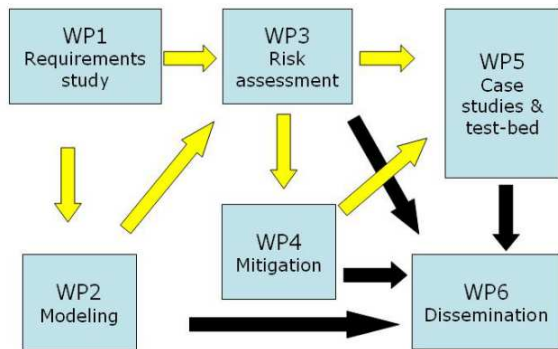 WP1
Requirements
study
WP3
Risk
assessment
WP5
Case
studies &
test-bed
WP2
Modeling
WP4
Mitigation
WP6
Dissemination